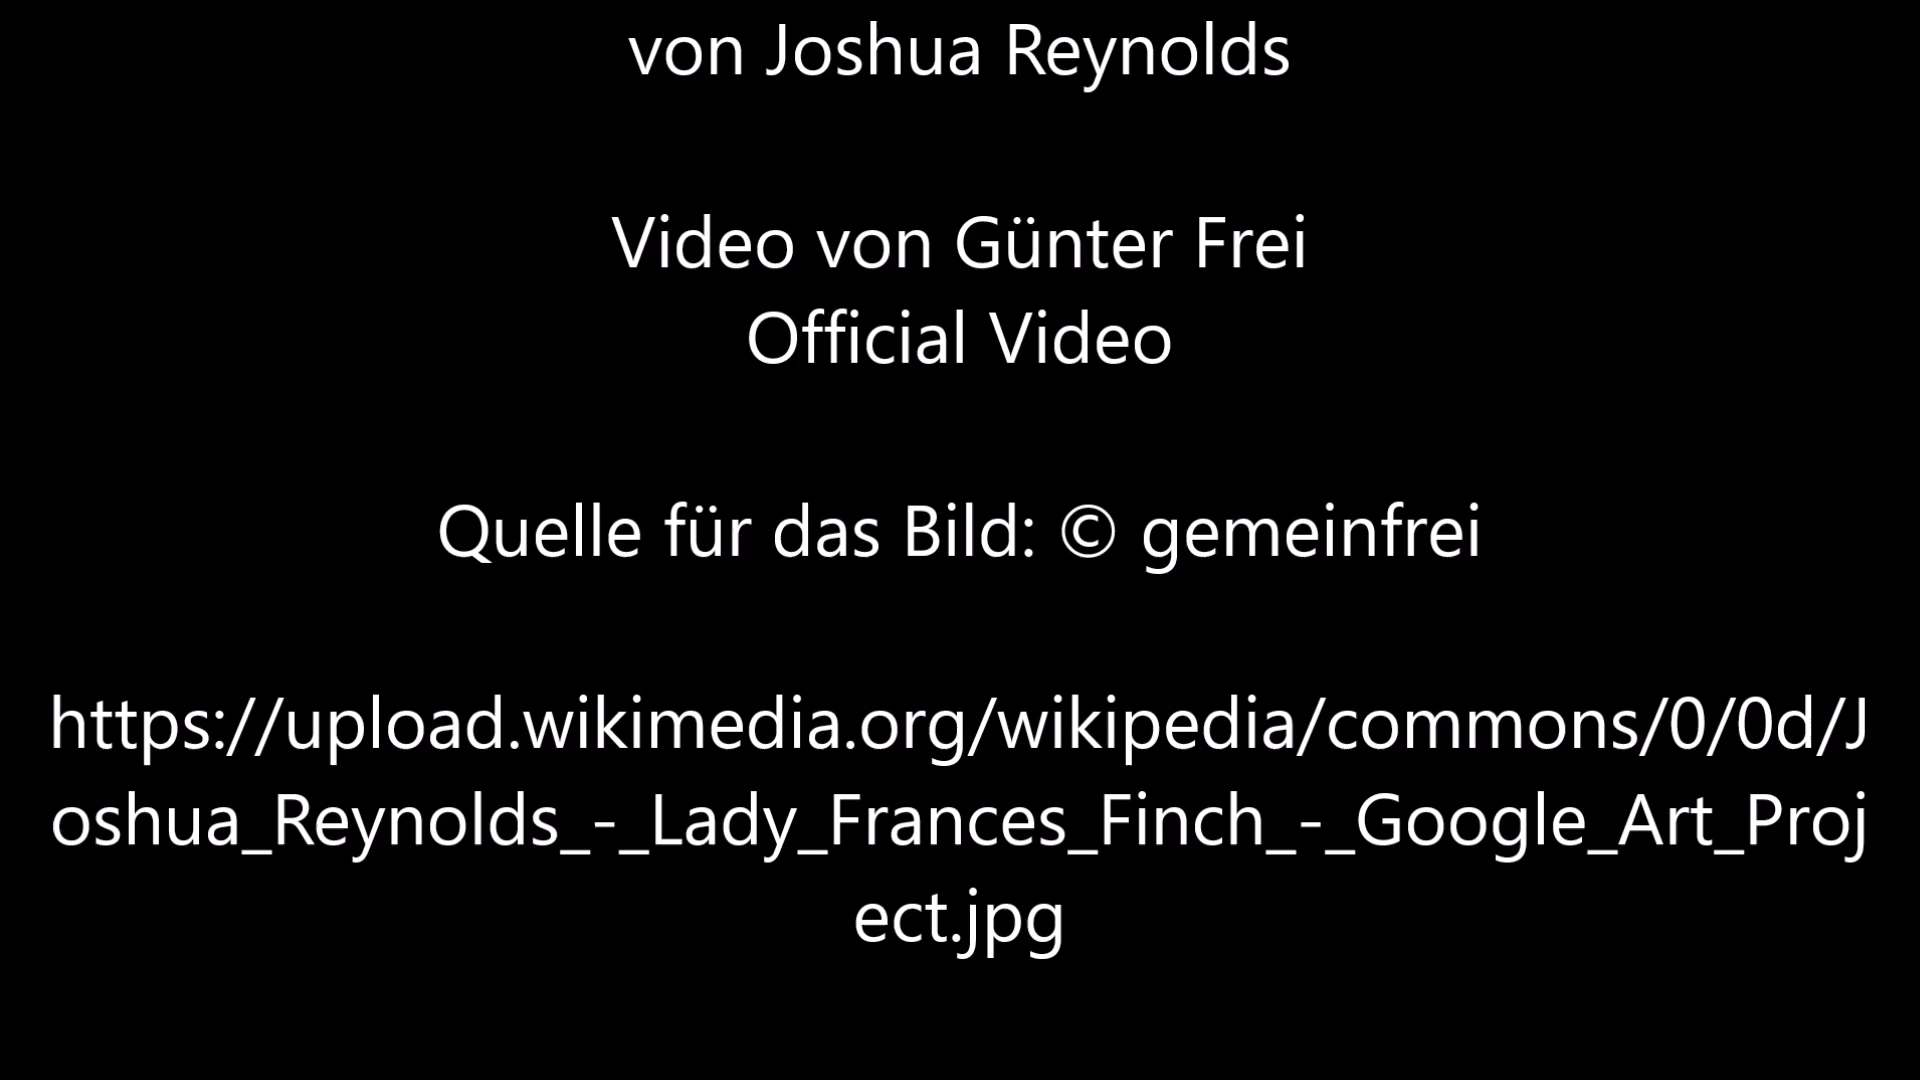 von Joshua Reynolds
Video von Günter Frei
Official Video
Quelle für das Bild: © gemeinfrei
https://upload.wikimedia.org/wikipedia/commons/0/0d/J
oshua_Reynolds_-_Lady_Frances_Finch_-_Google_Art_Proj
ect.jpg